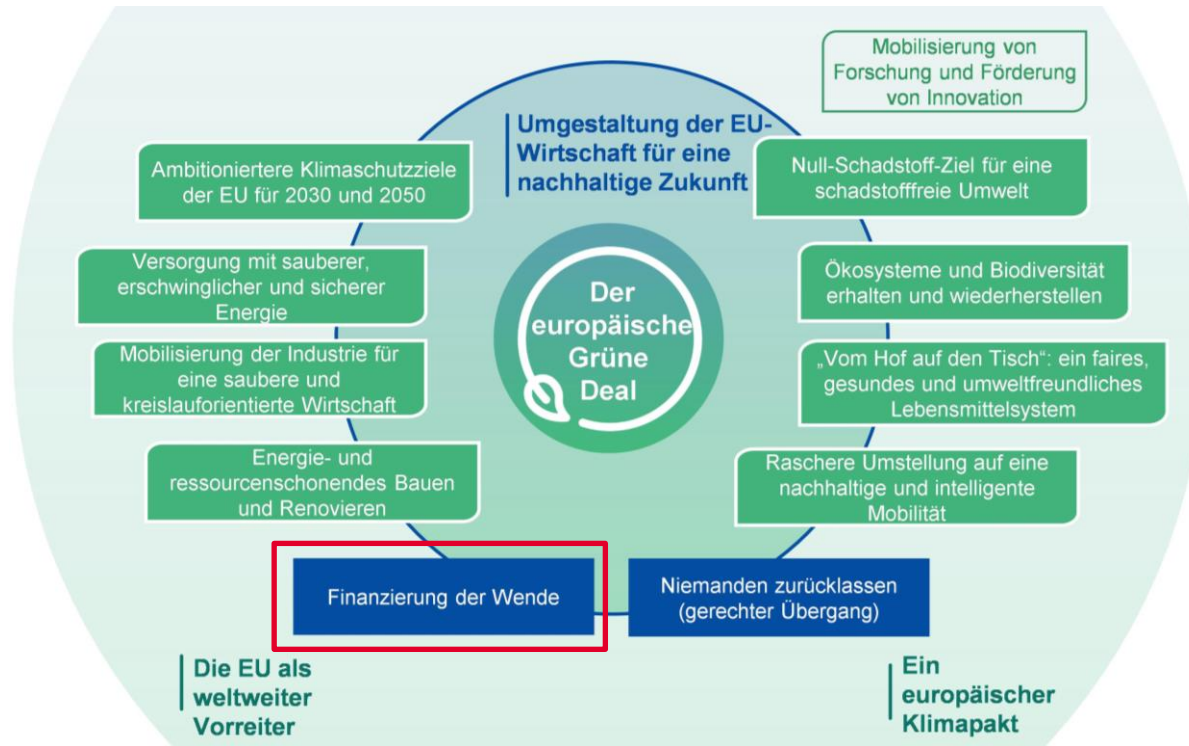 Mobilisierung von
Forschung und Förderung
von Innovation
Umgestaltung der EU-
Wirtschaft für eine
nachhaltige Zukunft
Ambitioniertere Klimaschutzziele
der EU für 2030 und 2050
Null-Schadstoff-Ziel für eine
schadstofffreie Umwelt
Versorgung mit sauberer,
erschwinglicher und sicherer
Energie
Ökosysteme und Biodiversität
erhalten und wiederherstellen
Der
europäische
Grüne
Deal
Mobilisierung der Industrie für
eine saubere und
kreislauforientierte Wirtschaft
„Vom Hof auf den Tisch“: ein faires,
gesundes und umweltfreundliches
Lebensmittelsystem
Energie- und
ressourcenschonendes Bauen
und Renovieren
Raschere Umstellung auf eine
nachhaltige und intelligente
Mobilität
Finanzierung der Wende
Niemanden zurücklassen
(gerechter Übergang)
Die EU als
weltweiter
Vorreiter
Ein
europäischer
Klimapakt